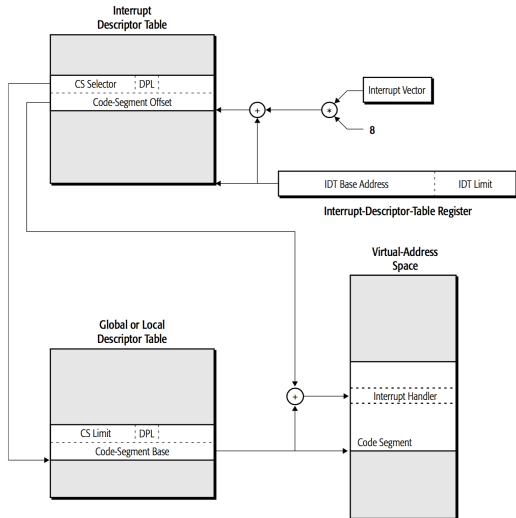 Interrupt
Descriptor Table
CS Selector DPL
Code-Segment Offset
+
*
Interrupt Vector
8
IDT Base Address IDT Limit
Interrupt-Descriptor-Table Register
Virtual-Address
Space
Global or Local
Descriptor Table
+
Interrupt Handler
CS Limit DPL
Code-Segment Base
Code Segment